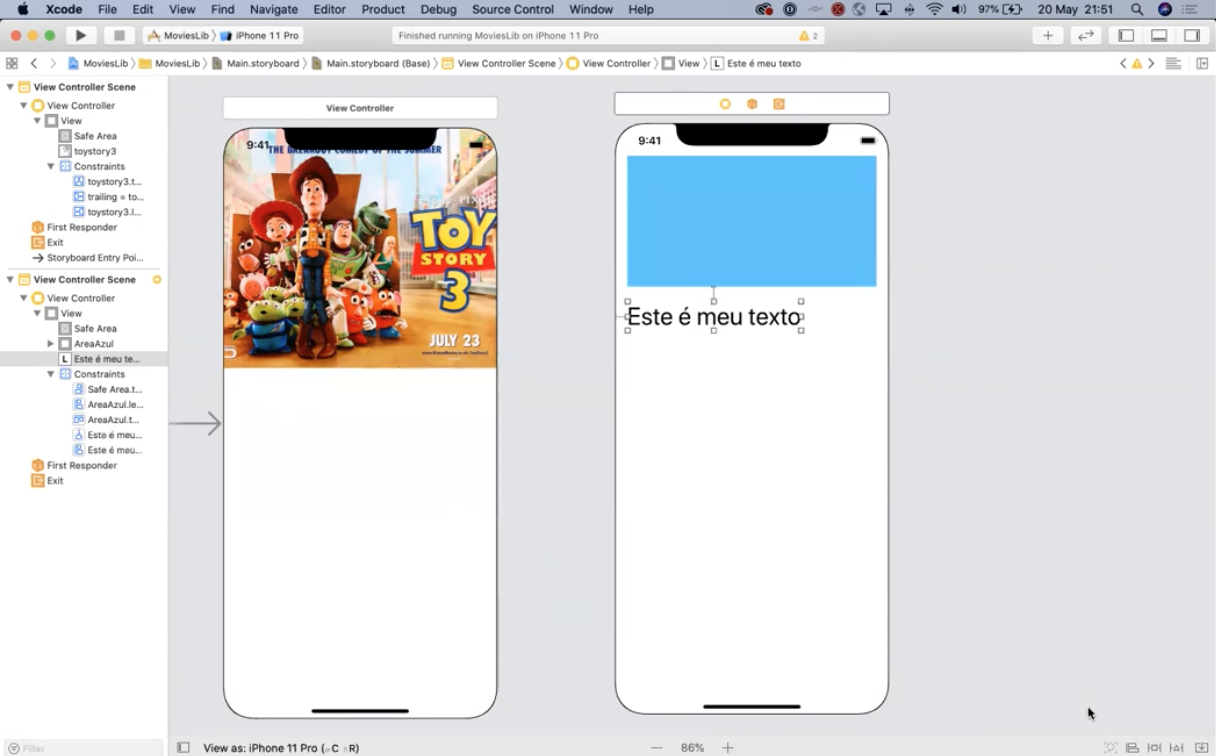 Xcode File Edit View Find Navigate Editor Product Debug Source Control Window Help 97% 20 May 21:51
MoviesLib iPhone 11 Pro Finished running MoviesLib on iPhone 11 Pro 2
MoviesLib MoviesLib Main.storyboard Main.storyboard (Base) View Controller Scene View Controller View L Este é meu texto
View Controller Scene
View Controller
View
Safe Area
toystory3
Constraints
toystory3.t...
trailing = to...
toystory3.l...
First Responder
Exit
Storyboard Entry Poi...
View Controller Scene
View Controller
View
Safe Area
AreaAzul
L Este é meu te...
Constraints
Safe Area.t...
AreaAzul.le...
AreaAzul.t...
Este é meu...
Este é meu...
First Responder
Exit
Filter
View Controller
9:41
THE BREAKOUT COMEDY OF THE SUMMER
TOY
STORY
3
JULY 23
9:41
Este é meu texto
View as: iPhone 11 Pro (wC hR)
86%